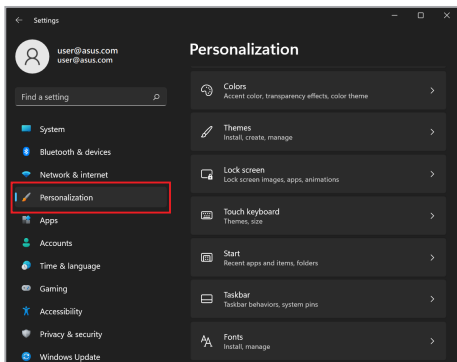 Settings
user@asus.com
user@asus.com
Find a setting
System
Bluetooth & devices
Network & internet
Personalization
Apps
Accounts
Time & language
Gaming
Accessibility
Privacy & security
Windows Update
Personalization
Colors
Accent color, transparency effects, color theme
Themes
Install, create, manage
Lock screen
Lock screen images, apps, animations
Touch keyboard
Themes, size
Start
Recent apps and items, folders
Taskbar
Taskbar behaviors, system pins
Fonts
Install, manage